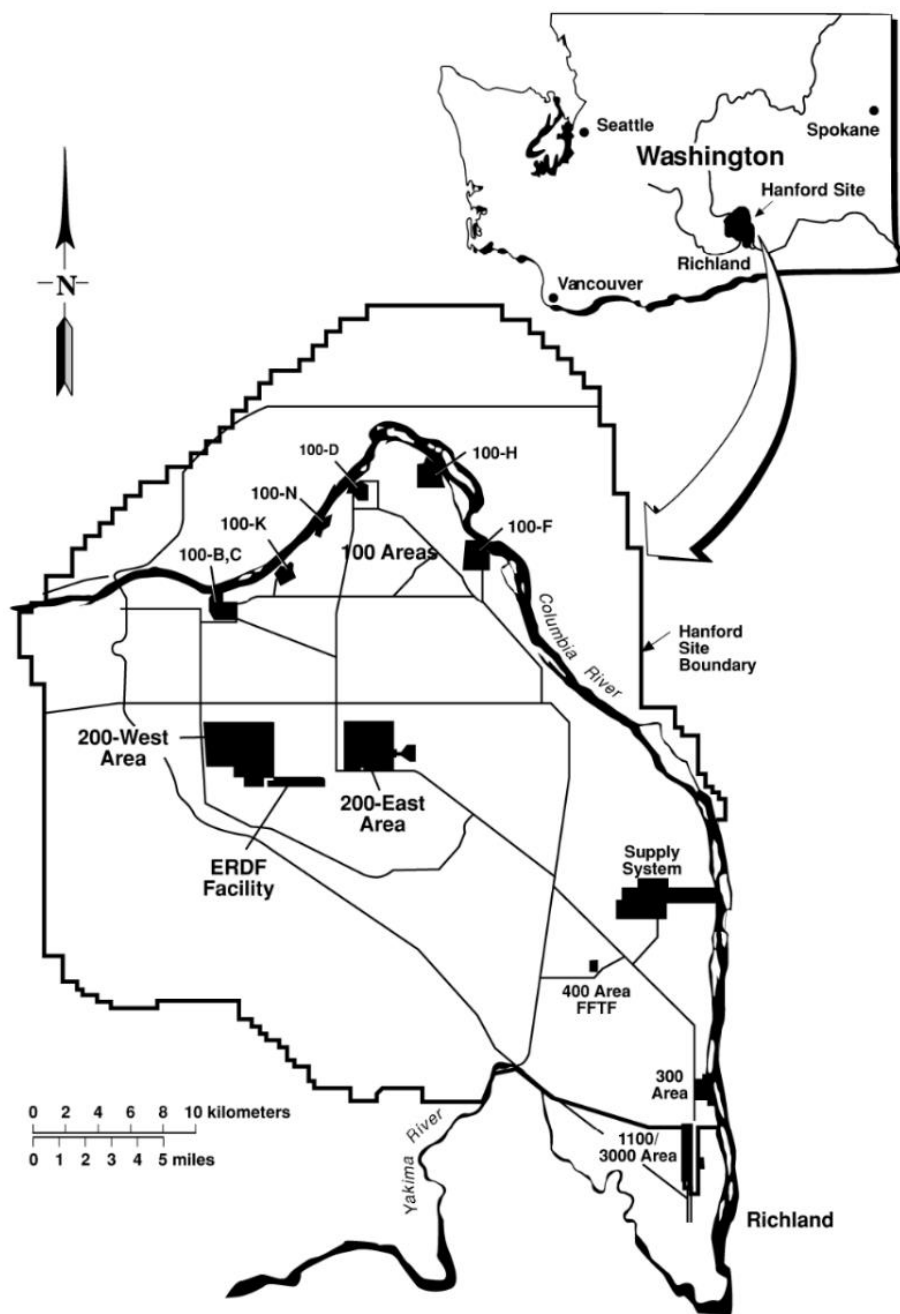 Seattle
Spokane
Washington
Hanford Site
Richland
Vancouver
N
100-D
100-H
100-N
100-K
100-F
100-B,C
100 Areas
Columbia River
Hanford
Site
Boundary
200-West
Area
200-East
Area
ERDF
Facility
Supply
System
400 Area
FFTF
300
Area
0 2 4 6 8 10 kilometers
0 1 2 3 4 5 miles
Yakima River
1100/
3000 Area
Richland